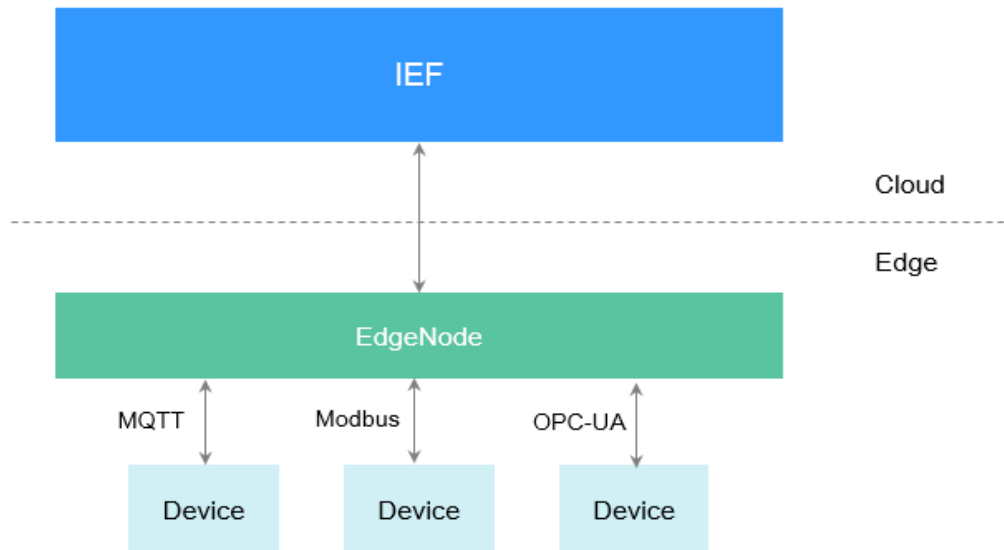 IEF
Cloud
Edge
EdgeNode
MQTT
Modbus
OPC-UA
Device
Device
Device